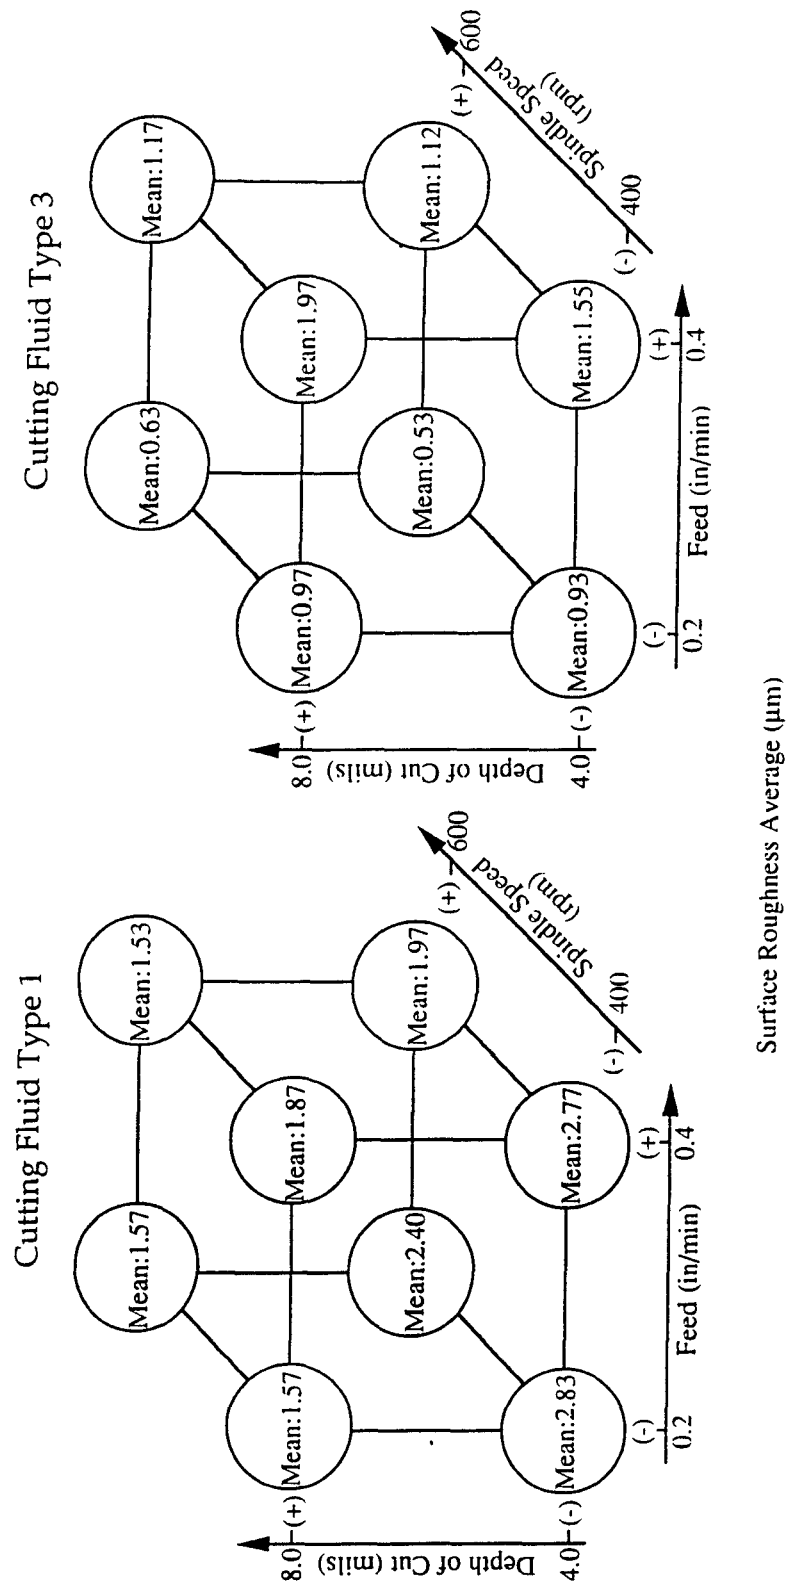 Cutting Fluid Type 1
Mean:1.57
Mean:1.53
Mean:1.57
Mean:1.87
Mean:2.40
Mean:1.97
Mean:2.83
Mean:2.77
8.0 (+)
Depth of Cut (mils)
4.0 (-)
(-)
0.2
Feed (in/min)
(+)
0.4
(-) 400
Spindle Speed
(rpm)
(+) 600
Cutting Fluid Type 3
Mean:0.63
Mean:1.17
Mean:0.97
Mean:1.97
Mean:0.53
Mean:1.12
Mean:0.93
Mean:1.55
8.0 (+)
Depth of Cut (mils)
4.0 (-)
(-)
0.2
Feed (in/min)
(+)
0.4
(-) 400
Spindle Speed
(rpm)
(+) 600
Surface Roughness Average (μm)